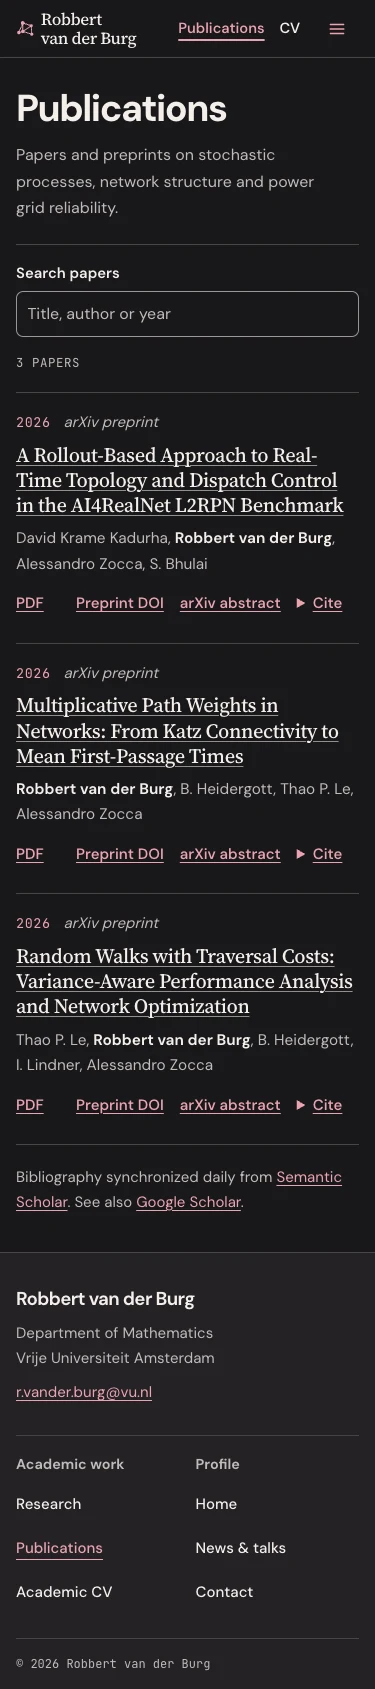 Robbert
van der Burg
Publications CV
Publications
Papers and preprints on stochastic
processes, network structure and power
grid reliability.
Search papers
Title, author or year
3 PAPERS
2026 arXiv preprint
A Rollout-Based Approach to Real-
Time Topology and Dispatch Control
in the AI4RealNet L2RPN Benchmark
David Krame Kadurha, Robbert van der Burg,
Alessandro Zocca, S. Bhulai
PDF Preprint DOI arXiv abstract ▶ Cite
2026 arXiv preprint
Multiplicative Path Weights in
Networks: From Katz Connectivity to
Mean First-Passage Times
Robbert van der Burg, B. Heidergott, Thao P. Le,
Alessandro Zocca
PDF Preprint DOI arXiv abstract ▶ Cite
2026 arXiv preprint
Random Walks with Traversal Costs:
Variance-Aware Performance Analysis
and Network Optimization
Thao P. Le, Robbert van der Burg, B. Heidergott,
I. Lindner, Alessandro Zocca
PDF Preprint DOI arXiv abstract ▶ Cite
Bibliography synchronized daily from Semantic
Scholar. See also Google Scholar.
Robbert van der Burg
Department of Mathematics
Vrije Universiteit Amsterdam
r.vander.burg@vu.nl
Academic work Profile
Research Home
Publications News & talks
Academic CV Contact
© 2026 Robbert van der Burg